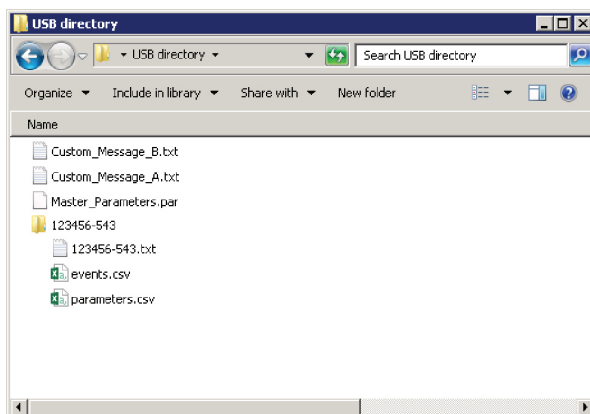 USB directory
USB directory Search USB directory
Organize Include in library Share with New folder
Name
Custom_Message_B.txt
Custom_Message_A.txt
Master_Parameters.par
123456-543
123456-543.txt
events.csv
parameters.csv